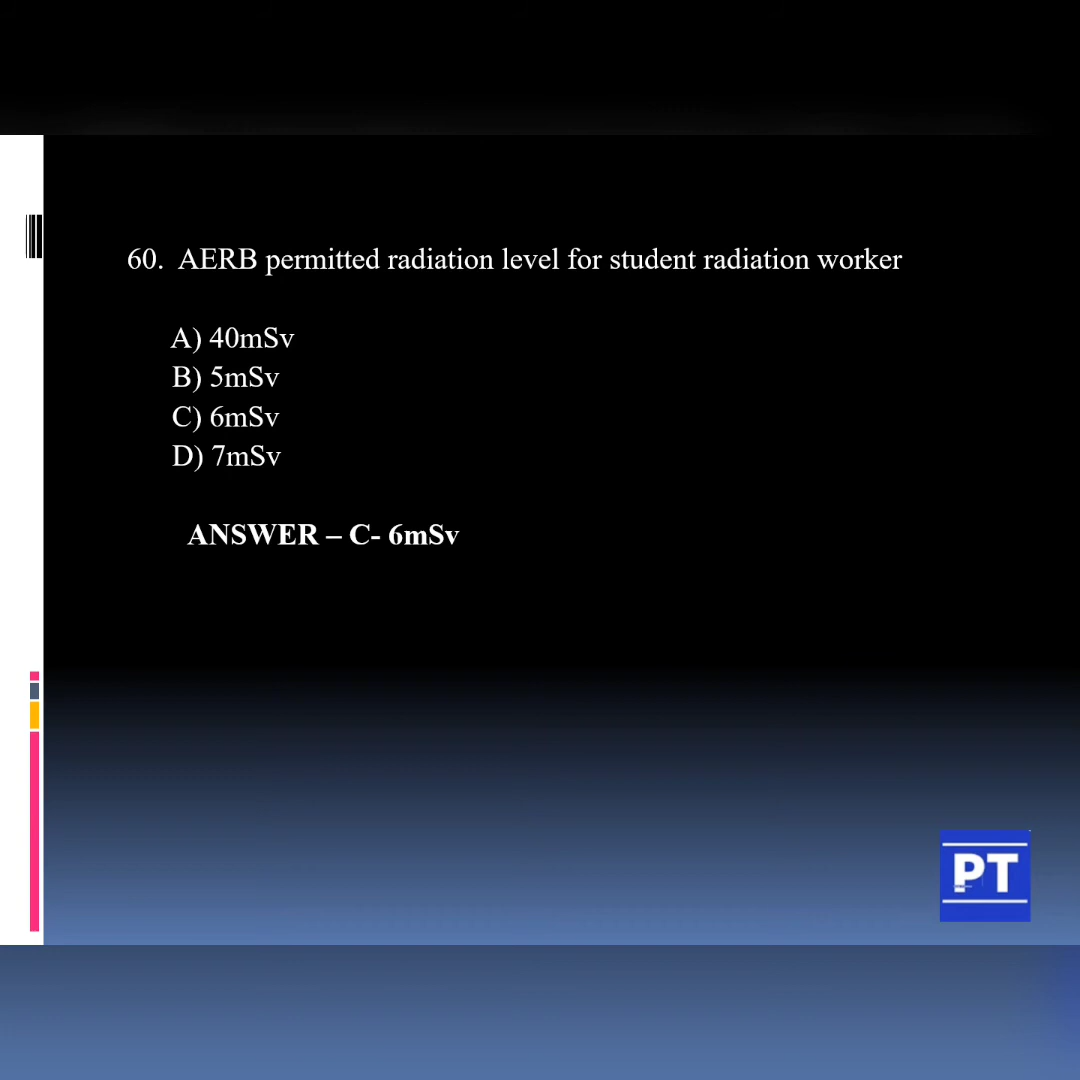 60. AERB permitted radiation level for student radiation worker
A) 40mSv
B) 5mSv
C) 6mSv
D) 7mSv
ANSWER – C- 6mSv
PT